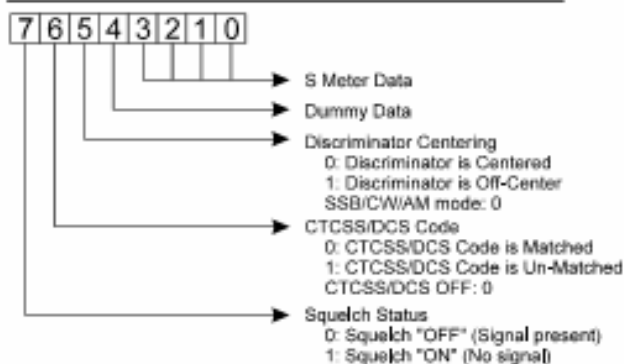 7 6 5 4 3 2 1 0
S Meter Data
Dummy Data
Discriminator Centering
0: Discriminator is Centered
1: Discriminator is Off-Center
SSB/CW/AM mode: 0
CTCSS/DCS Code
0: CTCSS/DCS Code is Matched
1: CTCSS/DCS Code is Un-Matched
CTCSS/DCS OFF: 0
Squelch Status
0: Squelch "OFF" (Signal present)
1: Squelch "ON" (No signal)